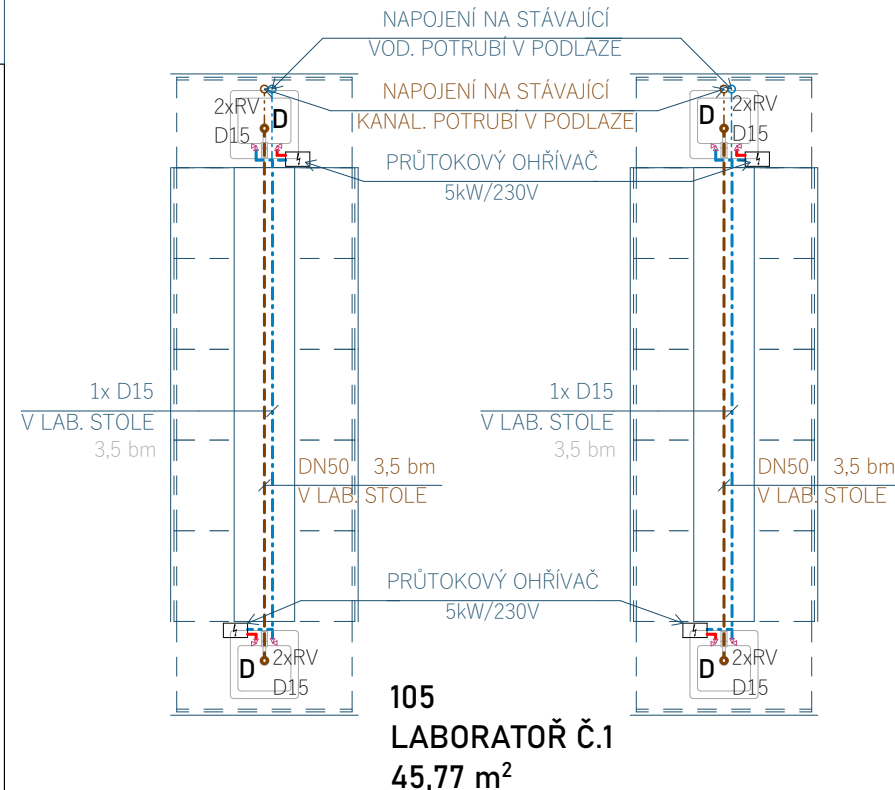 NAPOJENÍ NA STÁVAJÍCÍ
VOD. POTRUBÍ V PODLAZE
NAPOJENÍ NA STÁVAJÍCÍ
KANAL. POTRUBÍ V PODLAZE
2xRV
D15
D
D
2xRV
D15
PRŮTOKOVÝ OHŘÍVAČ
5kW/230V
1x D15
V LAB. STOLE
3,5 bm
DN50 3,5 bm
V LAB. STOLE
1x D15
V LAB. STOLE
3,5 bm
DN50 3,5 bm
V LAB. STOLE
PRŮTOKOVÝ OHŘÍVAČ
5kW/230V
D
2xRV
D15
D
2xRV
D15
105
LABORATOŘ Č.1
45,77 m²